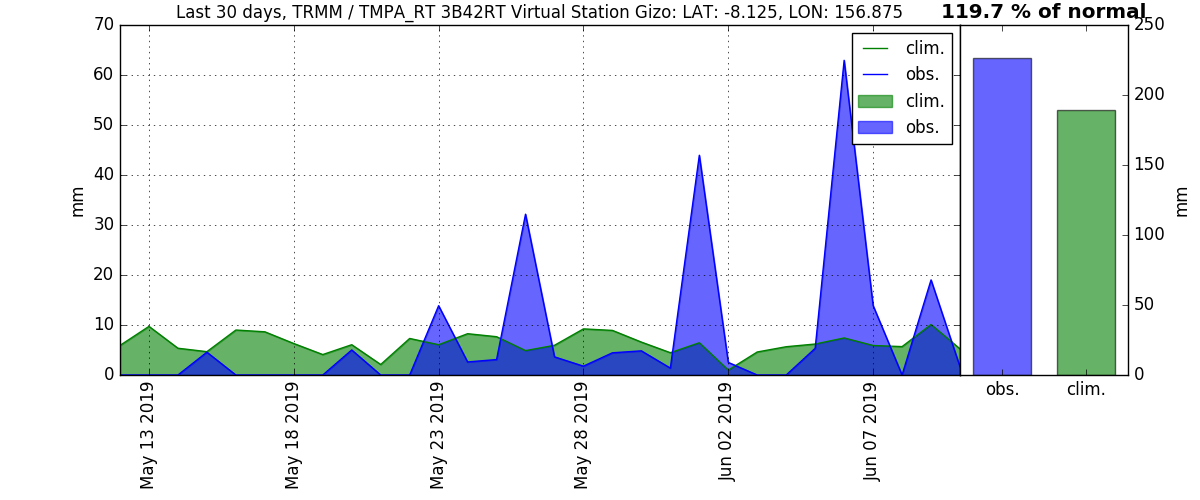 Last 30 days, TRMM / TMPA_RT 3B42RT Virtual Station Gizo: LAT: -8.125, LON: 156.875
119.7 % of normal
70
60
50
40
30
20
10
0
mm
clim.
obs.
clim.
obs.
May 13 2019
May 18 2019
May 23 2019
May 28 2019
Jun 02 2019
Jun 07 2019
250
200
150
100
50
0
mm
obs.
clim.